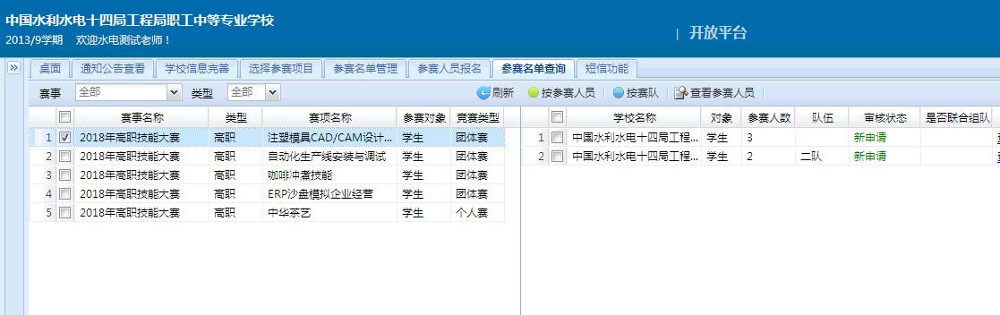 中国水利水电十四局工程局职工中等专业学校
2013/9学期 欢迎水电测试老师！
| 开放平台
桌面 通知公告查看 学校信息完善 选择参赛项目 参赛名单管理 参赛人员报名 参赛名单查询 短信功能
赛事 全部 类型 全部 刷新 按参赛人员 按赛队 查看参赛人员
赛事名称 类型 赛项名称 参赛对象 竞赛类型 学校名称 对象 参赛人数 队伍 审核状态 是否联合组队
1 2018年高职技能大赛 高职 注塑模具CAD/CAM设计... 学生 团体赛 1 中国水利水电十四局工程... 学生 3 新申请
2 2018年高职技能大赛 高职 自动化生产线安装与调试 学生 团体赛 2 中国水利水电十四局工程... 学生 2 二队 新申请
3 2018年高职技能大赛 高职 咖啡冲煮技能 学生 团体赛
4 2018年高职技能大赛 高职 ERP沙盘模拟企业经营 学生 团体赛
5 2018年高职技能大赛 高职 中华茶艺 学生 个人赛